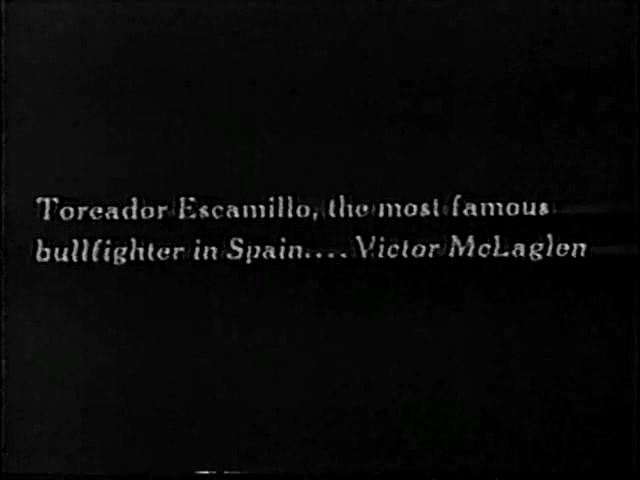 Toreador Escamillo, the most famous
bullfighter in Spain.... Victor McLaglen